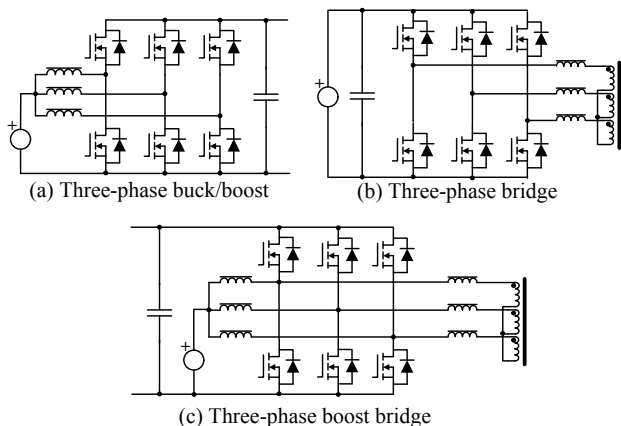 +
+
(a) Three-phase buck/boost
(b) Three-phase bridge
+
(c) Three-phase boost bridge